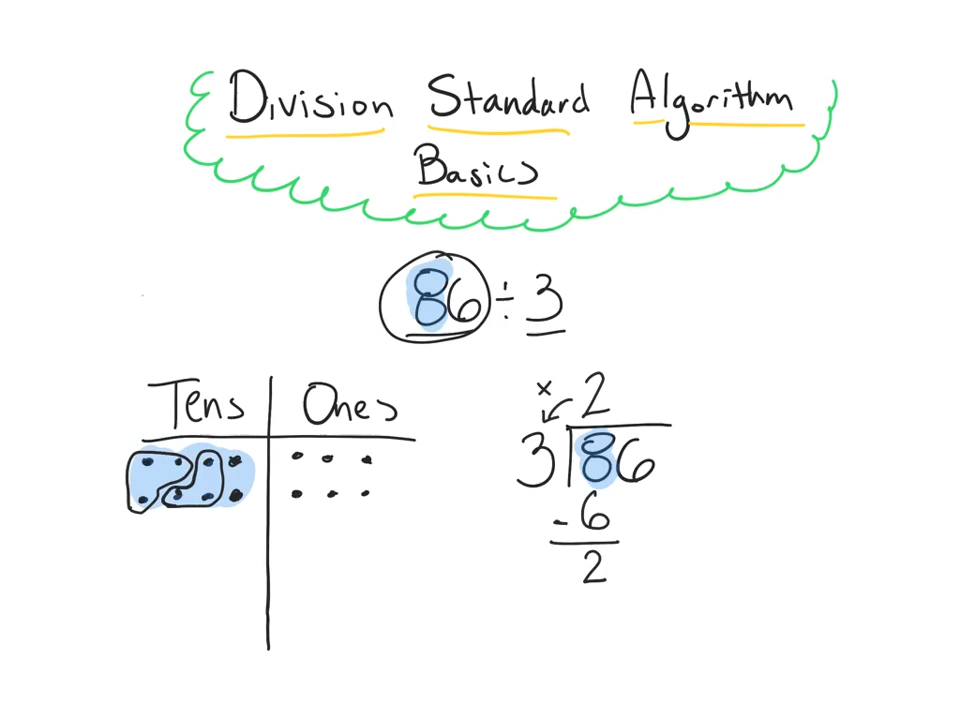 Division Standard Algorithm
Basics
86 ÷ 3
Tens Ones
× 2
3 86
- 6
2